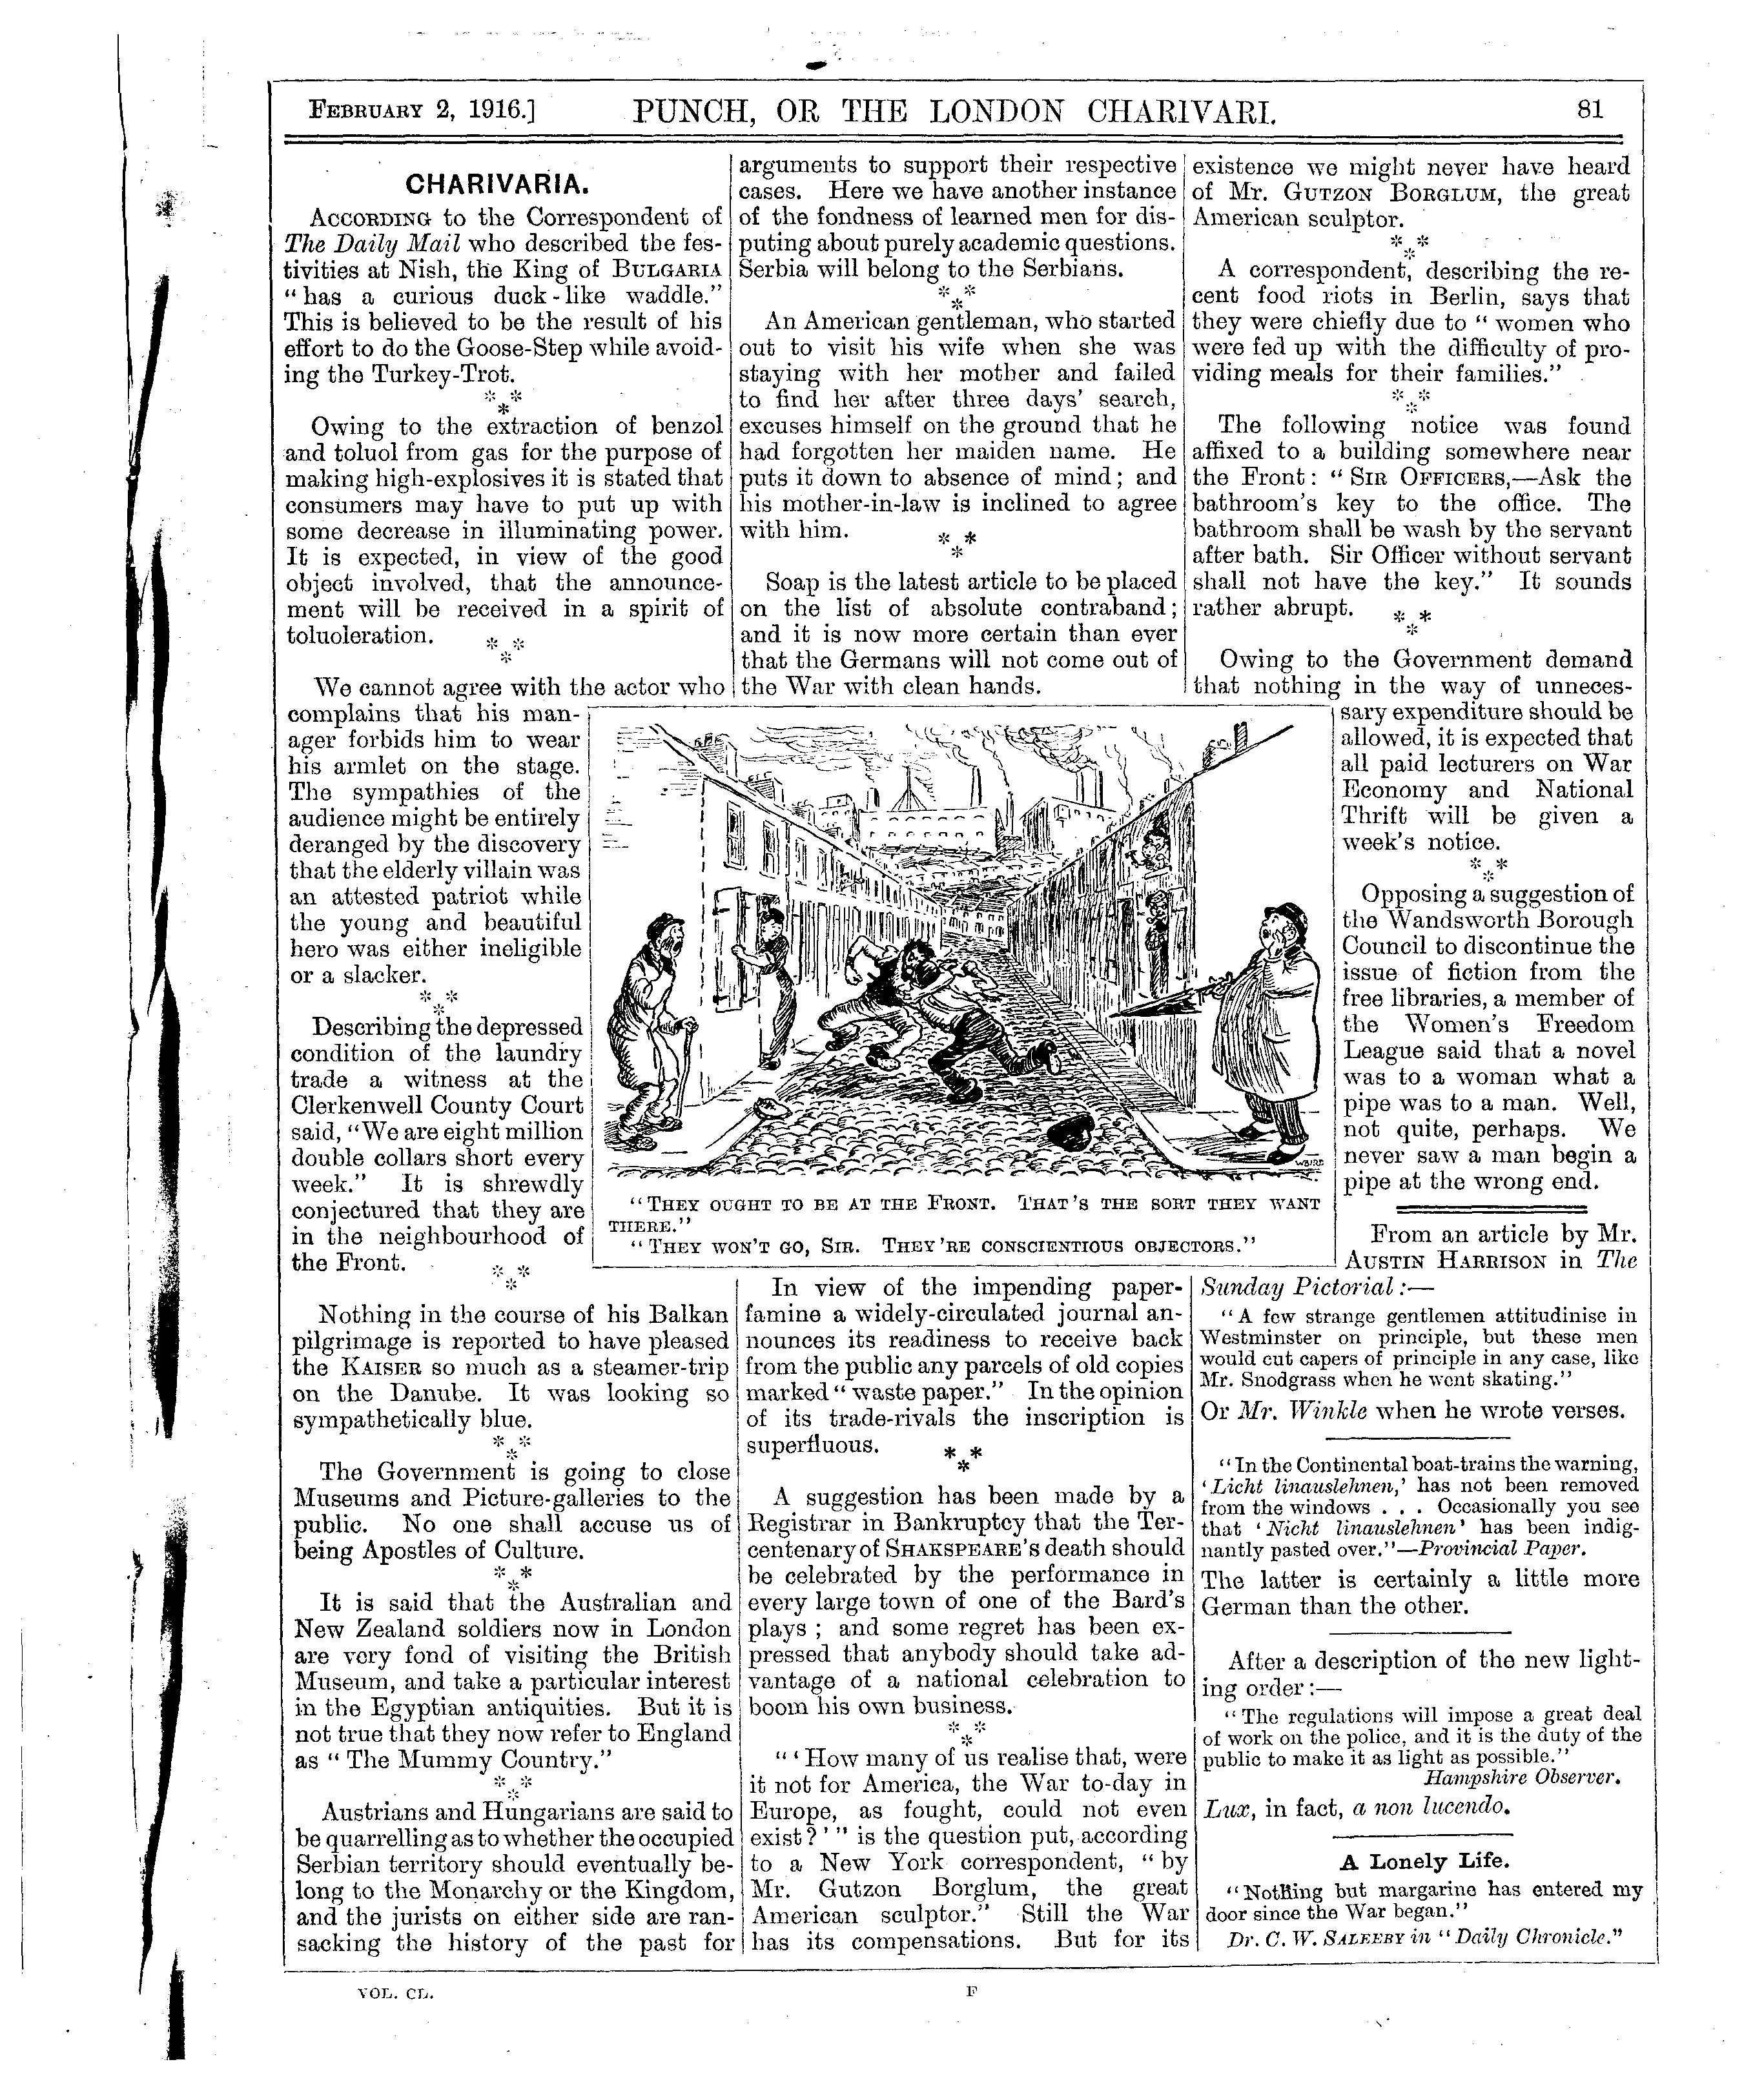 FEBRUARY 2, 1916.] PUNCH, OR THE LONDON CHARIVARI. 81
CHARIVARIA.
ACCORDING to the Correspondent of
The Daily Mail who described the fes-
tivities at Nish, the King of BULGARIA
"has a curious duck-like waddle."
This is believed to be the result of his
effort to do the Goose-Step while avoid-
ing the Turkey-Trot.
* *
*
Owing to the extraction of benzol
and toluol from gas for the purpose of
making high-explosives it is stated that
consumers may have to put up with
some decrease in illuminating power.
It is expected, in view of the good
object involved, that the announce-
ment will be received in a spirit of
toluoleration.
* *
*
We cannot agree with the actor who
complains that his man-
ager forbids him to wear
his armlet on the stage.
The sympathies of the
audience might be entirely
deranged by the discovery
that the elderly villain was
an attested patriot while
the young and beautiful
hero was either ineligible
or a slacker.
* *
*
Describing the depressed
condition of the laundry
trade a witness at the
Clerkenwell County Court
said, "We are eight million
double collars short every
week." It is shrewdly
conjectured that they are
in the neighbourhood of
the Front.
* *
*
Nothing in the course of his Balkan
pilgrimage is reported to have pleased
the KAISER so much as a steamer-trip
on the Danube. It was looking so
sympathetically blue.
* *
*
The Government is going to close
Museums and Picture-galleries to the
public. No one shall accuse us of
being Apostles of Culture.
* *
*
It is said that the Australian and
New Zealand soldiers now in London
are very fond of visiting the British
Museum, and take a particular interest
in the Egyptian antiquities. But it is
not true that they now refer to England
as "The Mummy Country."
* *
*
Austrians and Hungarians are said to
be quarrelling as to whether the occupied
Serbian territory should eventually be-
long to the Monarchy or the Kingdom,
and the jurists on either side are ran-
sacking the history of the past for
arguments to support their respective
cases. Here we have another instance
of the fondness of learned men for dis-
puting about purely academic questions.
Serbia will belong to the Serbians.
* *
*
An American gentleman, who started
out to visit his wife when she was
staying with her mother and failed
to find her after three days' search,
excuses himself on the ground that he
had forgotten her maiden name. He
puts it down to absence of mind; and
his mother-in-law is inclined to agree
with him.
* *
*
Soap is the latest article to be placed
on the list of absolute contraband;
and it is now more certain than ever
that the Germans will not come out of
the War with clean hands.
W BIRD
"THEY OUGHT TO BE AT THE FRONT. THAT'S THE SORT THEY WANT
THERE."
"THEY WON'T GO, SIR. THEY'RE CONSCIENTIOUS OBJECTORS."
In view of the impending paper-
famine a widely-circulated journal an-
nounces its readiness to receive back
from the public any parcels of old copies
marked "waste paper." In the opinion
of its trade-rivals the inscription is
superfluous.
* *
*
A suggestion has been made by a
Registrar in Bankruptcy that the Ter-
centenary of SHAKSPEARE'S death should
be celebrated by the performance in
every large town of one of the Bard's
plays; and some regret has been ex-
pressed that anybody should take ad-
vantage of a national celebration to
boom his own business.
* *
*
"'How many of us realise that, were
it not for America, the War to-day in
Europe, as fought, could not even
exist?'" is the question put, according
to a New York correspondent, "by
Mr. Gutzon Borglum, the great
American sculptor." Still the War
has its compensations. But for its
existence we might never have heard
of Mr. GUTZON BORGLUM, the great
American sculptor.
* *
*
A correspondent, describing the re-
cent food riots in Berlin, says that
they were chiefly due to "women who
were fed up with the difficulty of pro-
viding meals for their families."
* *
*
The following notice was found
affixed to a building somewhere near
the Front: "SIR OFFICERS,—Ask the
bathroom's key to the office. The
bathroom shall be wash by the servant
after bath. Sir Officer without servant
shall not have the key." It sounds
rather abrupt.
* *
*
Owing to the Government demand
that nothing in the way of unneces-
sary expenditure should be
allowed, it is expected that
all paid lecturers on War
Economy and National
Thrift will be given a
week's notice.
* *
*
Opposing a suggestion of
the Wandsworth Borough
Council to discontinue the
issue of fiction from the
free libraries, a member of
the Women's Freedom
League said that a novel
was to a woman what a
pipe was to a man. Well,
not quite, perhaps. We
never saw a man begin a
pipe at the wrong end.
From an article by Mr.
AUSTIN HARRISON in The
Sunday Pictorial:—
"A few strange gentlemen attitudinise in
Westminster on principle, but these men
would cut capers of principle in any case, like
Mr. Snodgrass when he went skating."
Or Mr. Winkle when he wrote verses.
"In the Continental boat-trains the warning,
'Licht linauslehnen,' has not been removed
from the windows . . . Occasionally you see
that 'Nicht linauslehnen' has been indig-
nantly pasted over."—Provincial Paper.
The latter is certainly a little more
German than the other.
After a description of the new light-
ing order:—
"The regulations will impose a great deal
of work on the police, and it is the duty of the
public to make it as light as possible."
Hampshire Observer.
Lux, in fact, a non lucendo.
A Lonely Life.
"Nothing but margarine has entered my
door since the War began."
Dr. C. W. SALEEBY in "Daily Chronicle."
VOL. CL. F